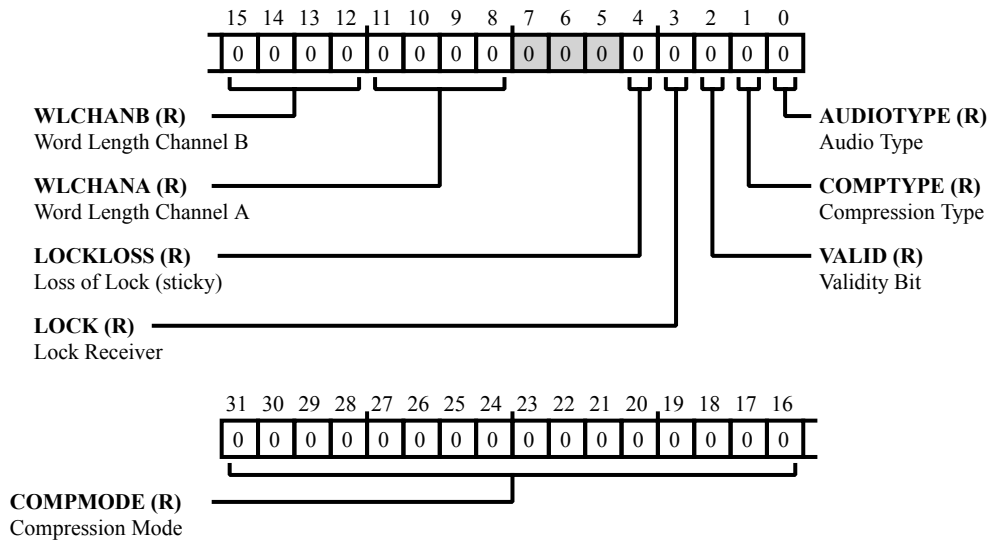 15 14 13 12 11 10 9 8 7 6 5 4 3 2 1 0
0 0 0 0 0 0 0 0 0 0 0 0 0 0 0 0
WLCHANB (R)
Word Length Channel B
AUDIOTYPE (R)
Audio Type
WLCHANA (R)
Word Length Channel A
COMPTYPE (R)
Compression Type
LOCKLOSS (R)
Loss of Lock (sticky)
VALID (R)
Validity Bit
LOCK (R)
Lock Receiver
31 30 29 28 27 26 25 24 23 22 21 20 19 18 17 16
0 0 0 0 0 0 0 0 0 0 0 0 0 0 0 0
COMPMODE (R)
Compression Mode